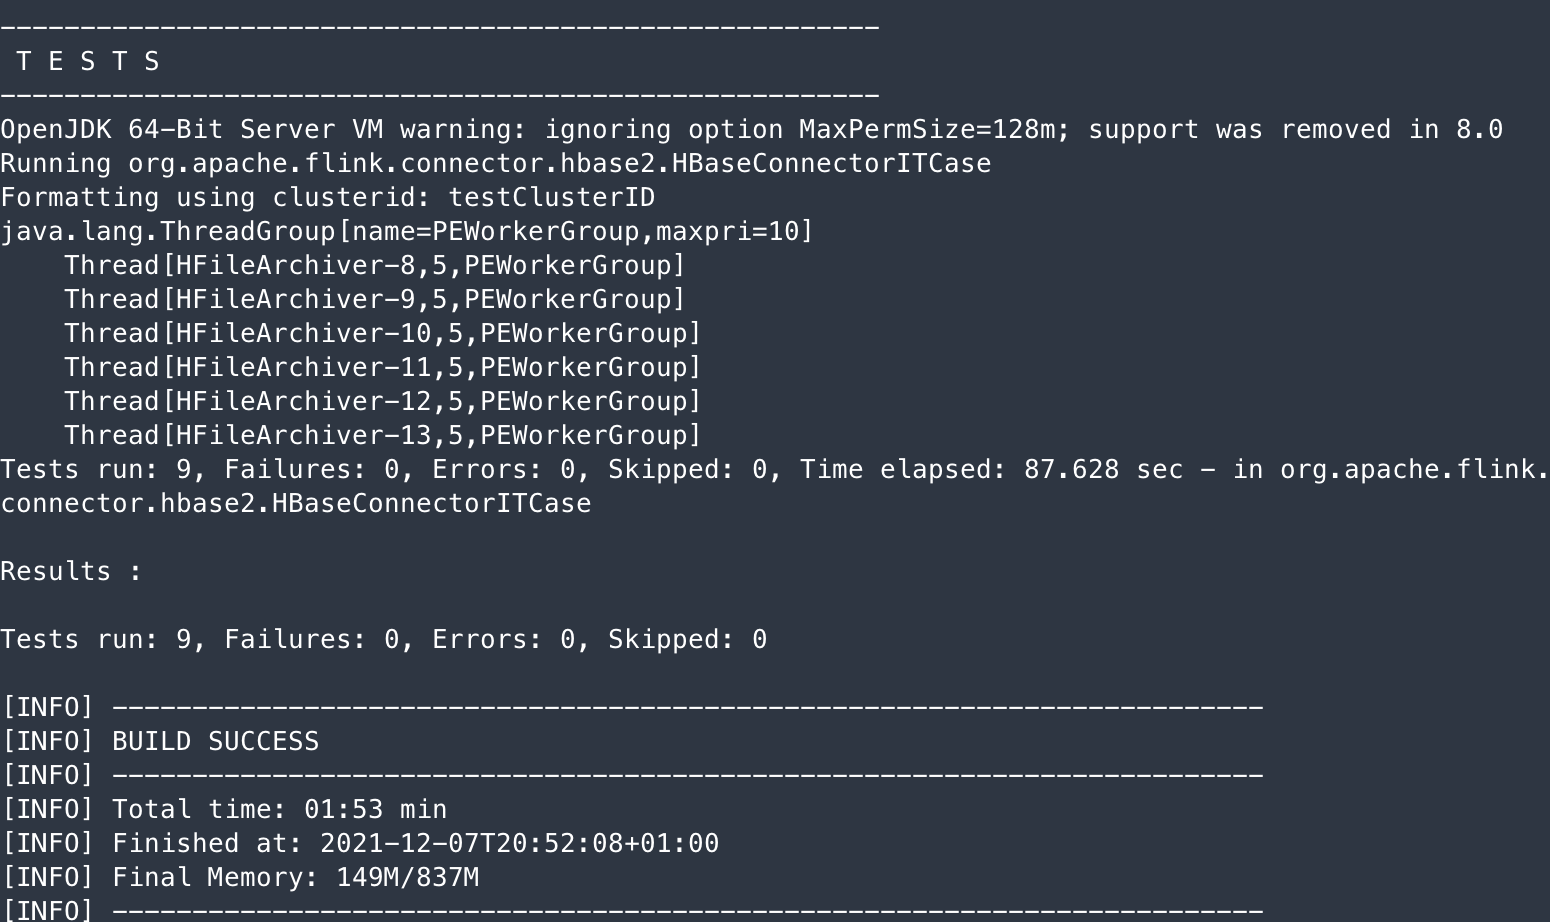 -------------------------------------------------------
 T E S T S
-------------------------------------------------------
OpenJDK 64-Bit Server VM warning: ignoring option MaxPermSize=128m; support was removed in 8.0
Running org.apache.flink.connector.hbase2.HBaseConnectorITCase
Formatting using clusterid: testClusterID
java.lang.ThreadGroup[name=PEWorkerGroup,maxpri=10]
    Thread[HFileArchiver-8,5,PEWorkerGroup]
    Thread[HFileArchiver-9,5,PEWorkerGroup]
    Thread[HFileArchiver-10,5,PEWorkerGroup]
    Thread[HFileArchiver-11,5,PEWorkerGroup]
    Thread[HFileArchiver-12,5,PEWorkerGroup]
    Thread[HFileArchiver-13,5,PEWorkerGroup]
Tests run: 9, Failures: 0, Errors: 0, Skipped: 0, Time elapsed: 87.628 sec - in org.apache.flink.
connector.hbase2.HBaseConnectorITCase

Results :

Tests run: 9, Failures: 0, Errors: 0, Skipped: 0

[INFO] ------------------------------------------------------------------------
[INFO] BUILD SUCCESS
[INFO] ------------------------------------------------------------------------
[INFO] Total time: 01:53 min
[INFO] Finished at: 2021-12-07T20:52:08+01:00
[INFO] Final Memory: 149M/837M
[INFO] ------------------------------------------------------------------------